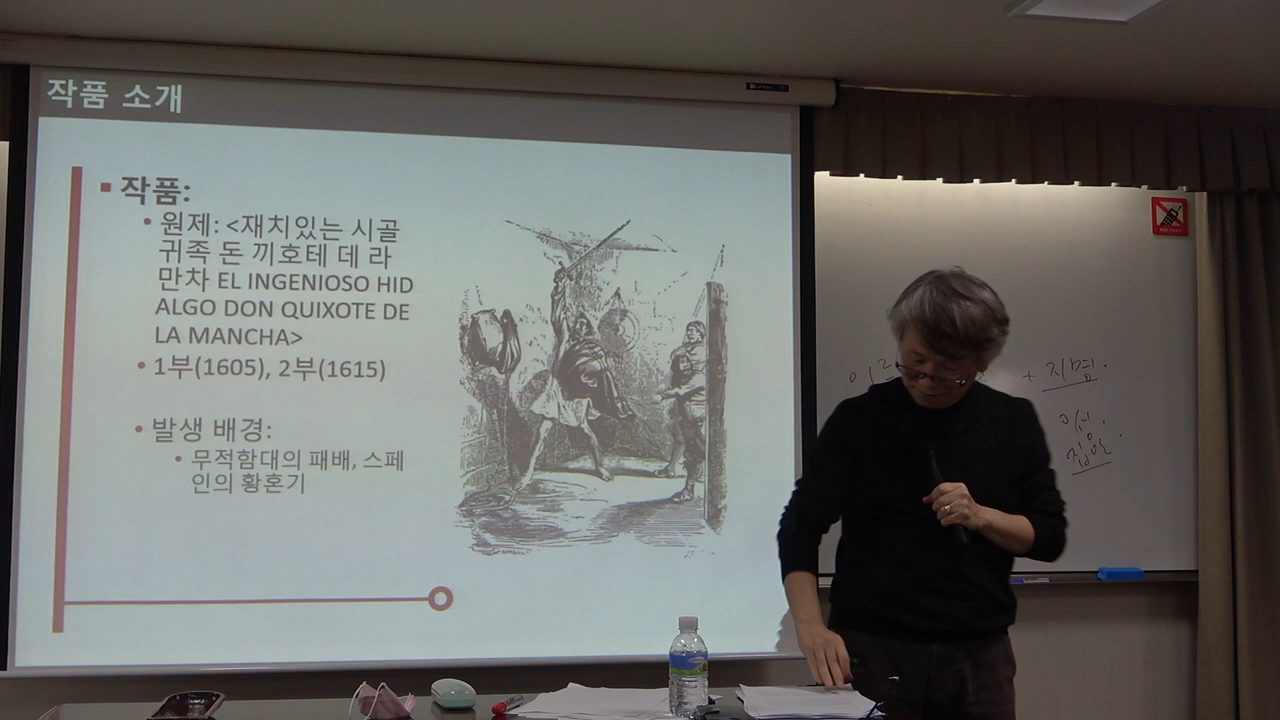 작품 소개
▪ 작품:
• 원제: <재치있는 시골
귀족 돈 끼호테 데 라
만차 EL INGENIOSO HID
ALGO DON QUIXOTE DE
LA MANCHA>
• 1부(1605), 2부(1615)
• 발생 배경:
• 무적함대의 패배, 스페
인의 황혼기
+ 지명.